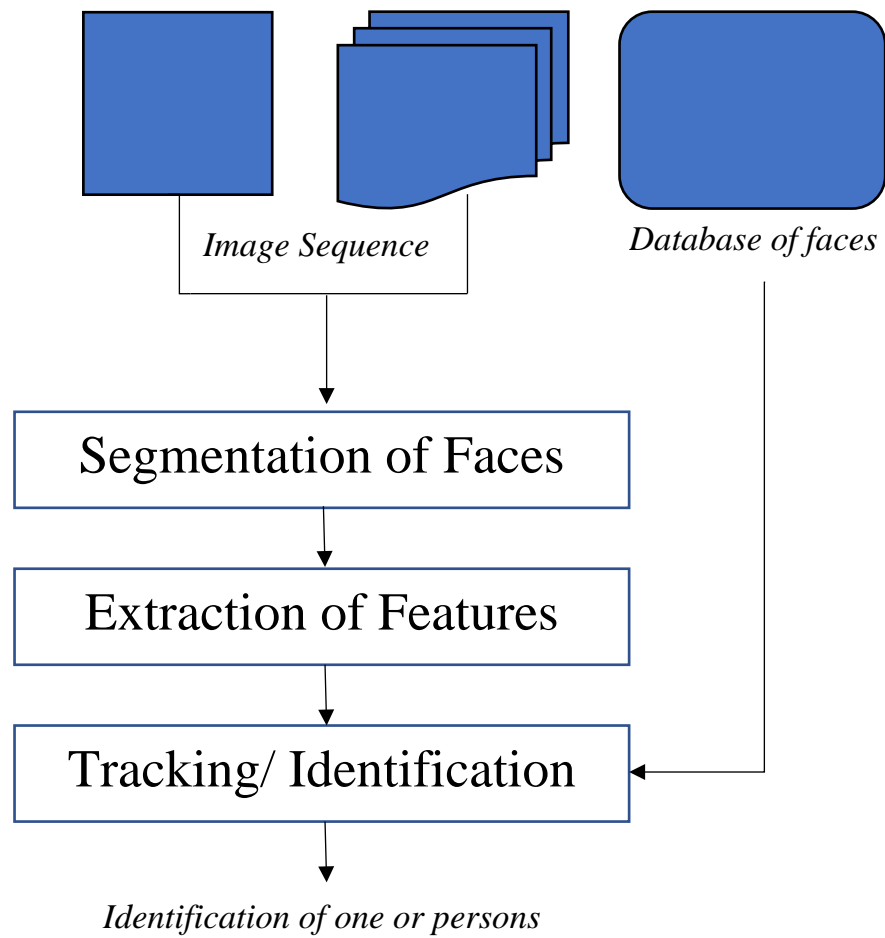 Image Sequence
Database of faces
Segmentation of Faces
Extraction of Features
Tracking/ Identification
Identification of one or persons